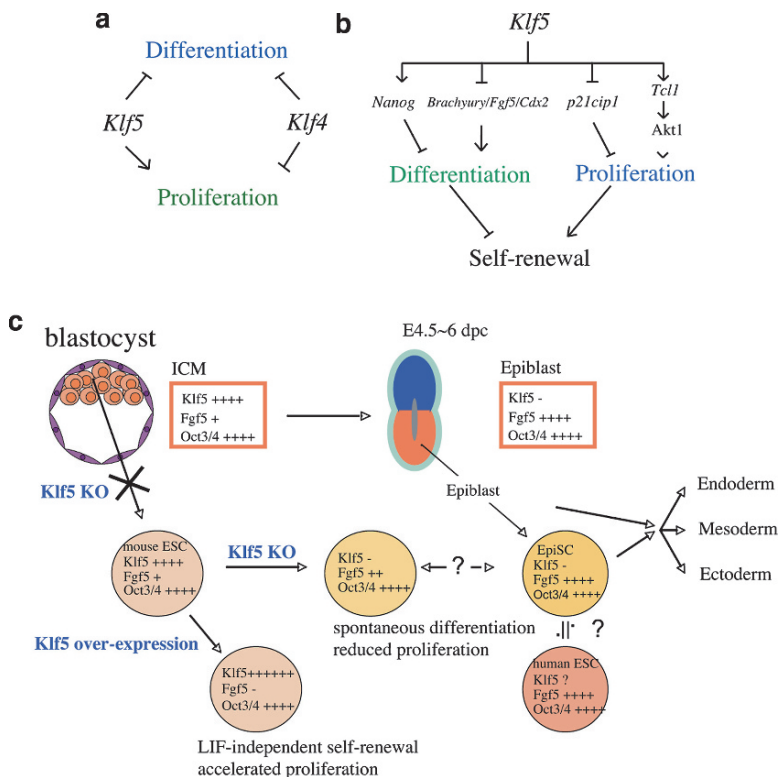 a
Differentiation
Klf5
Klf4
Proliferation
b
Klf5
Nanog
Brachyury/Fgf5/Cdx2
p21cip1
Tcl1
Akt1
Differentiation
Proliferation
Self-renewal
c
blastocyst
ICM
Klf5 ++++
Fgf5 +
Oct3/4 ++++
E4.5~6 dpc
Epiblast
Klf5 -
Fgf5 ++++
Oct3/4 ++++
Klf5 KO
Epiblast
Endoderm
Mesoderm
Ectoderm
mouse ESC
Klf5 ++++
Fgf5 +
Oct3/4 ++++
Klf5 KO
Klf5 -
Fgf5 ++
Oct3/4 ++++
?
EpiSC
Klf5 -
Fgf5 ++++
Oct3/4 ++++
spontaneous differentiation
reduced proliferation
?
Klf5 over-expression
Klf5++++++
Fgf5 -
Oct3/4 ++++
human ESC
Klf5 ?
Fgf5 ++++
Oct3/4 ++++
LIF-independent self-renewal
accelerated proliferation